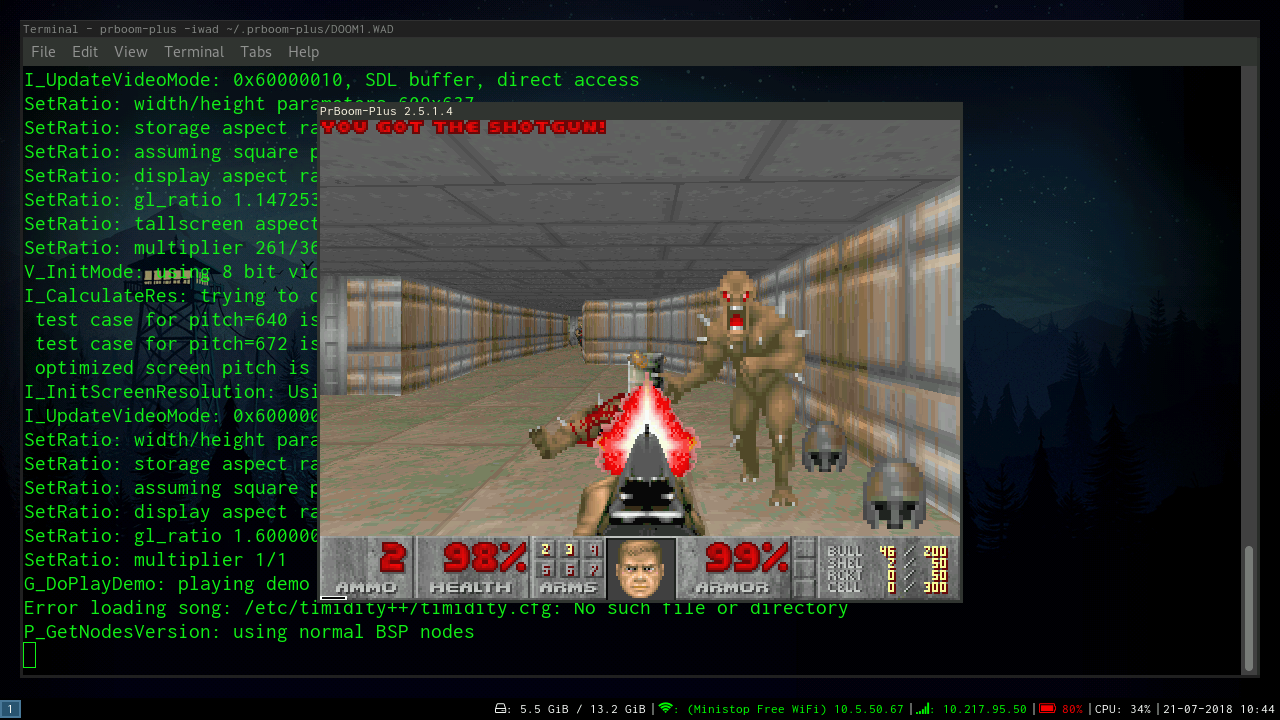 Terminal - prboom-plus -iwad ~/.prboom-plus/DOOM1.WAD
File Edit View Terminal Tabs Help
I_UpdateVideoMode: 0x60000010, SDL buffer, direct access
SetRatio: width/height parameters
SetRatio: storage aspect ra
SetRatio: assuming square p
SetRatio: display aspect ra
SetRatio: gl_ratio 1.147253
SetRatio: tallscreen aspect
SetRatio: multiplier 261/36
V_InitMode: using 8 bit vid
I_CalculateRes: trying to o
test case for pitch=640 is
test case for pitch=672 is
optimized screen pitch is
I_InitScreenResolution: Usi
I_UpdateVideoMode: 0x600000
SetRatio: width/height para
SetRatio: storage aspect ra
SetRatio: assuming square p
SetRatio: display aspect ra
SetRatio: gl_ratio 1.600000
SetRatio: multiplier 1/1
G_DoPlayDemo: playing demo
Error loading song: /etc/timidity++/timidity.cfg: No such file or directory
P_GetNodesVersion: using normal BSP nodes
PrBoom-Plus 2.5.1.4
YOU GOT THE SHOTGUN!
2 98% 2 3 4 99% BULL 46 / 200
5 6 7 SHEL 2 / 50
RCKT 0 / 50
AMMO HEALTH ARMS ARMOR CELL 0 / 300
1 : 5.5 GiB / 13.2 GiB | : (Ministop Free WiFi) 10.5.50.67 | : 10.217.95.50 | 80% |CPU: 34% |21-07-2018 10:44